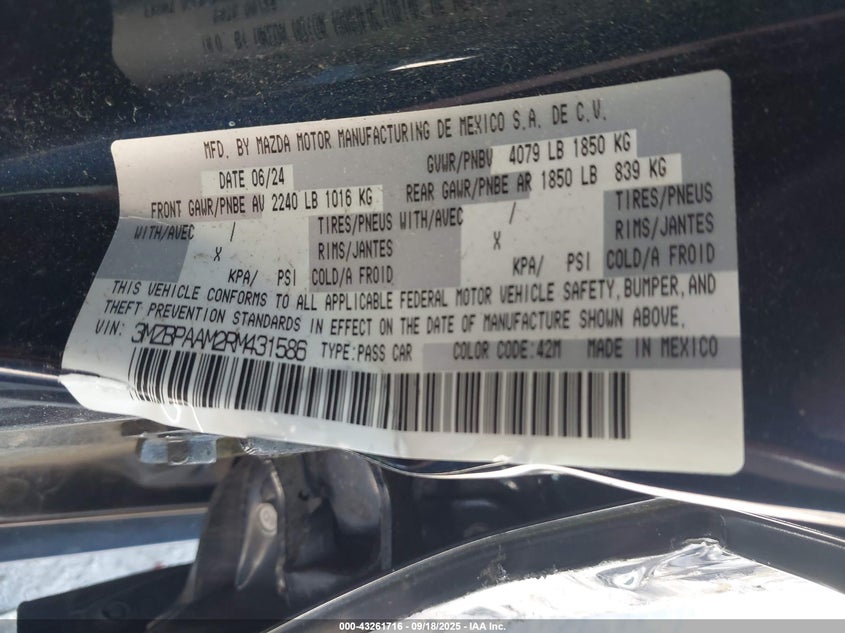 MFD. BY MAZDA MOTOR MANUFACTURING DE MEXICO S.A. DE C.V.
DATE 06/24 GVWR/PNBV 4079 LB 1850 KG
FRONT GAWR/PNBE AV 2240 LB 1016 KG REAR GAWR/PNBE AR 1850 LB 839 KG
WITH/AVEC / TIRES/PNEUS WITH/AVEC / TIRES/PNEUS
X RIMS/JANTES X RIMS/JANTES
KPA/ PSI COLD/A FROID KPA/ PSI COLD/A FROID
THIS VEHICLE CONFORMS TO ALL APPLICABLE FEDERAL MOTOR VEHICLE SAFETY, BUMPER, AND
THEFT PREVENTION STANDARDS IN EFFECT ON THE DATE OF MANUFACTURE SHOWN ABOVE.
VIN: 3MZBPAAM2RM431586 TYPE:PASS CAR COLOR CODE:42M MADE IN MEXICO
000-43261716 - 09/18/2025 - IAA Inc.